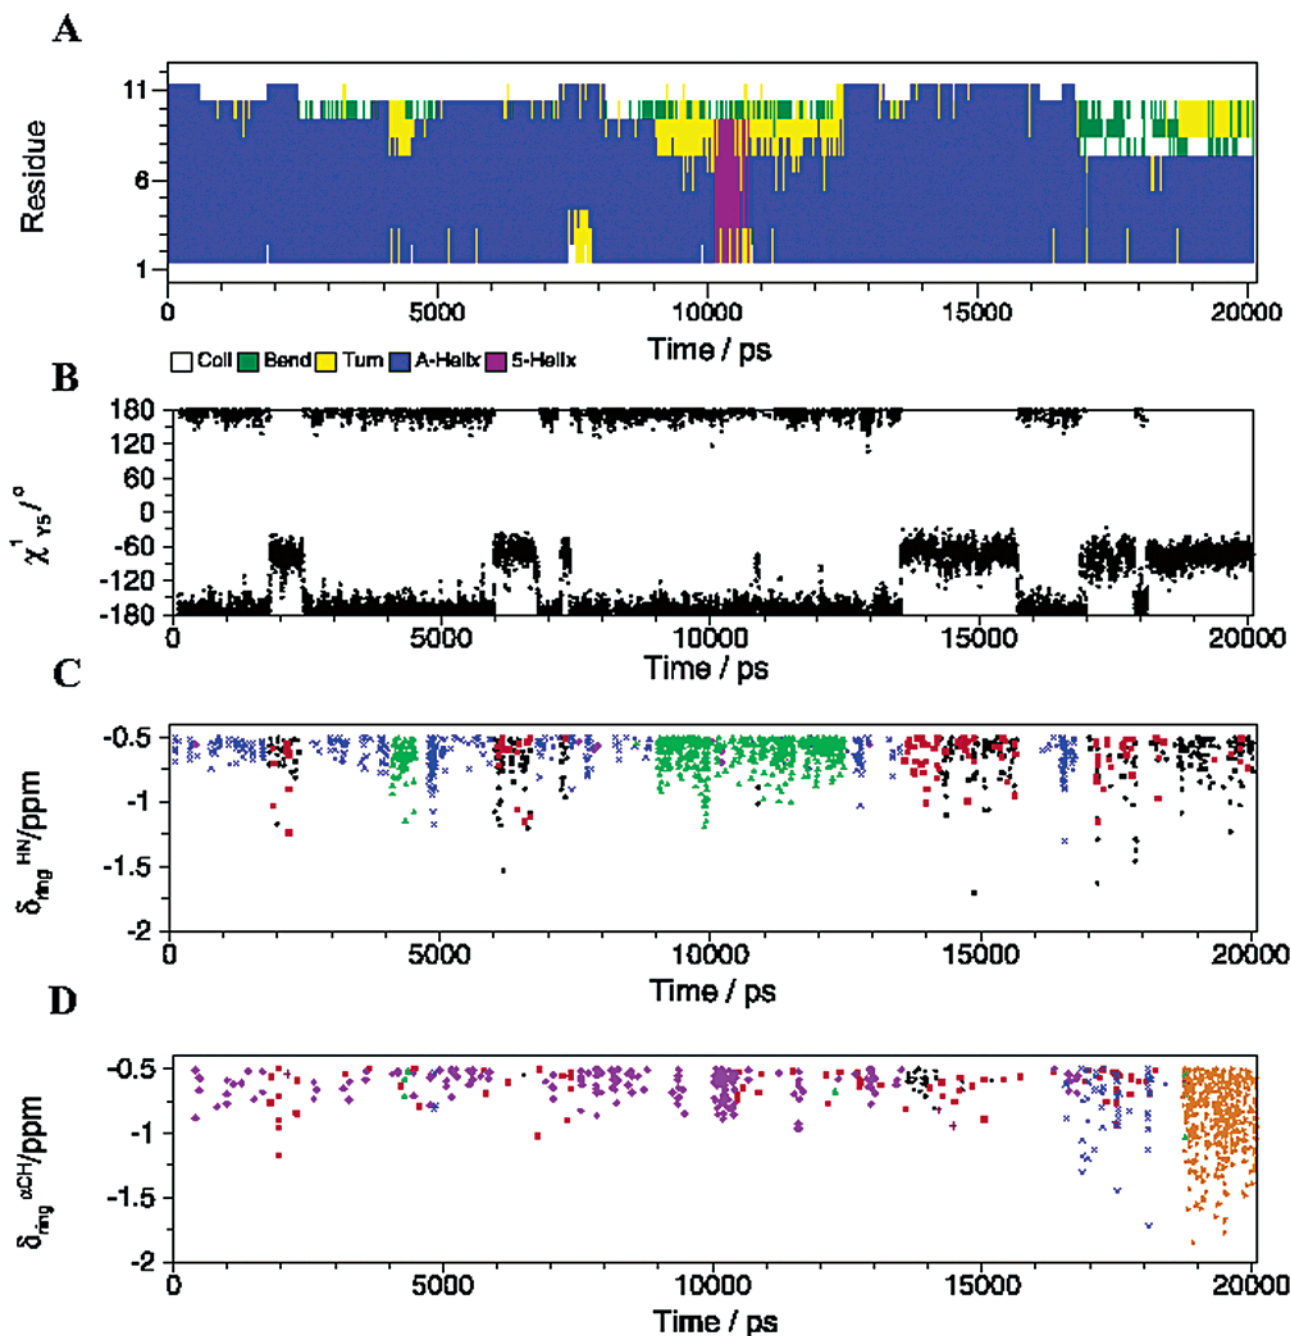 A
11
6
1
Residue
0 5000 10000 15000 20000
Time / ps
Coil Bend Turn A-Helix 5-Helix
B
180
120
60
0
-60
-120
-180
χ1 Y5/°
0 5000 10000 15000 20000
Time / ps
C
-0.5
-1
-1.5
-2
δring HN/ppm
0 5000 10000 15000 20000
Time / ps
D
-0.5
-1
-1.5
-2
δring αCH/ppm
0 5000 10000 15000 20000
Time / ps